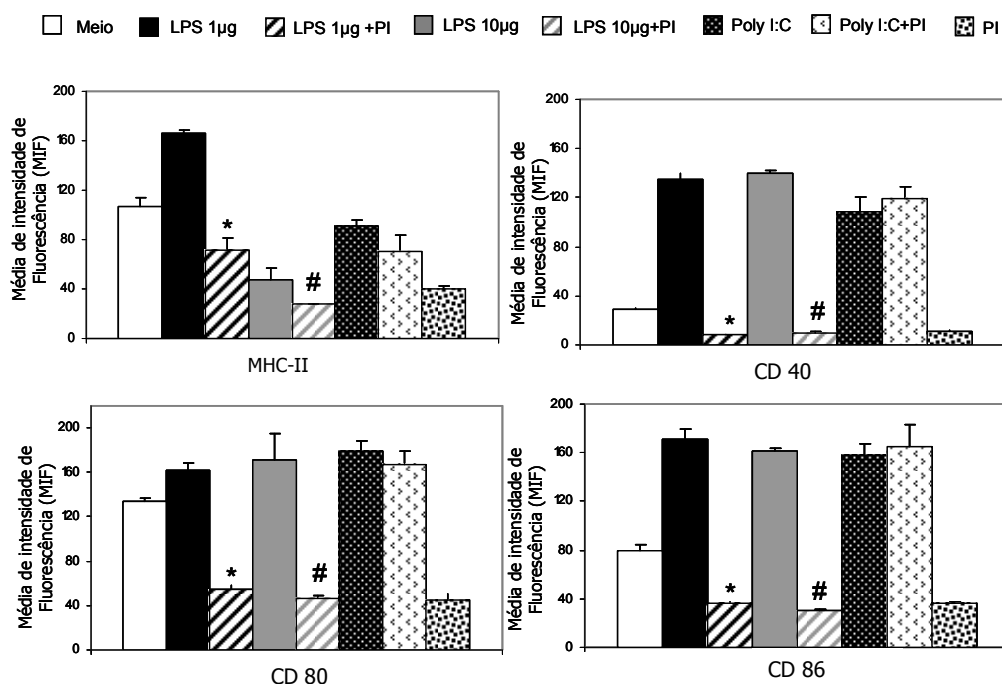 Meio LPS 1µg LPS 1µg +PI LPS 10µg LPS 10µg+PI Poly I:C Poly I:C+PI PI
Média de intensidade de
Fluorescência (MIF)
200
160
120
80
40
0
*
#
MHC-II
Média de intensidade de
Fluorescência (MIF)
200
160
120
80
40
0
*
#
CD 40
Média de intensidade de
Fluorescência (MIF)
200
160
120
80
40
0
*
#
CD 80
Média de intensidade de
Fluorescência (MIF)
200
160
120
80
40
0
*
#
CD 86